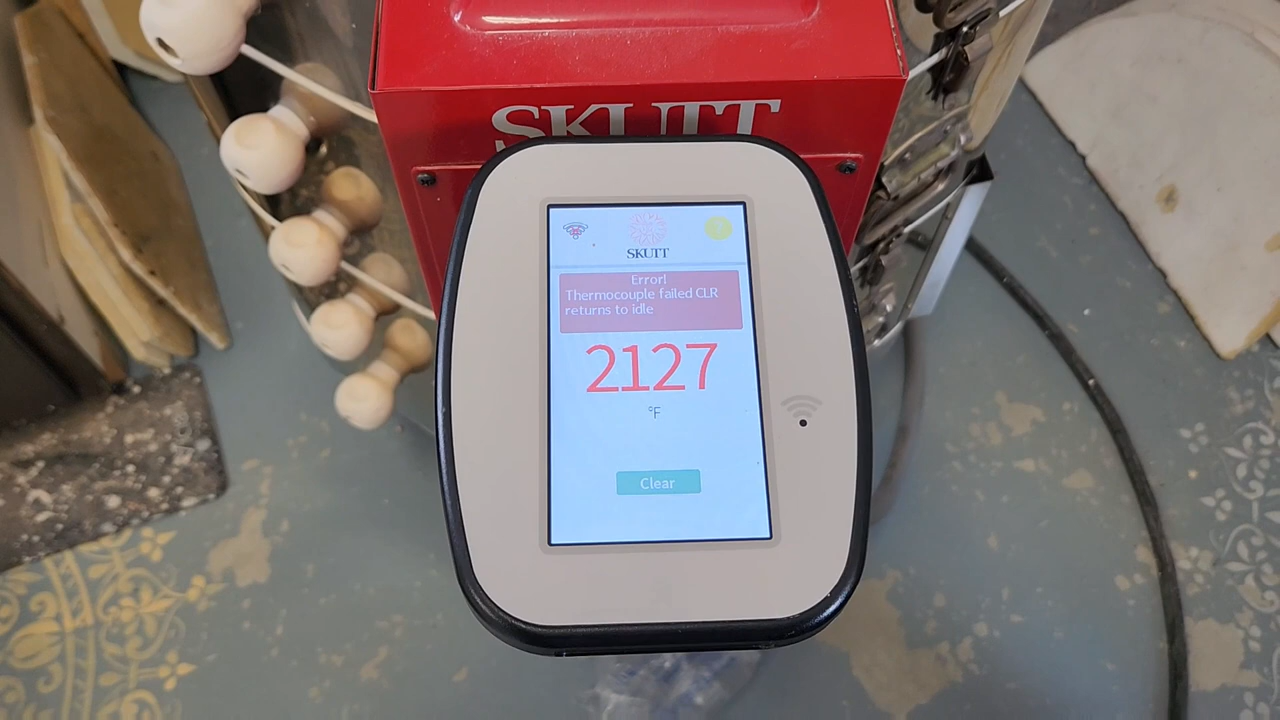 SKUTT
?
SKUTT
Error!
Thermocouple failed CLR
returns to idle
2127
°F
Clear